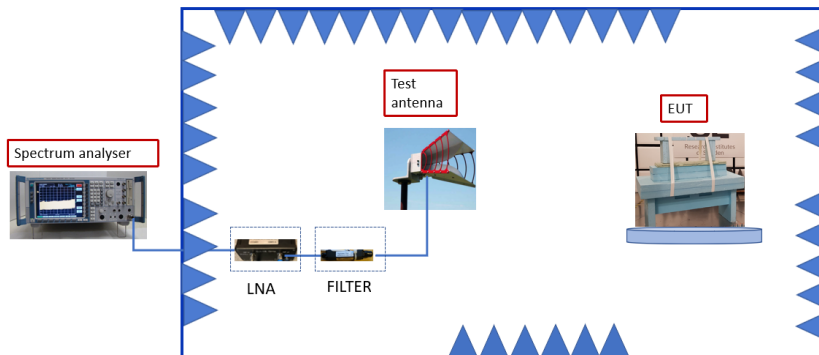 Test
antenna
EUT
Spectrum analyser
LNA
FILTER